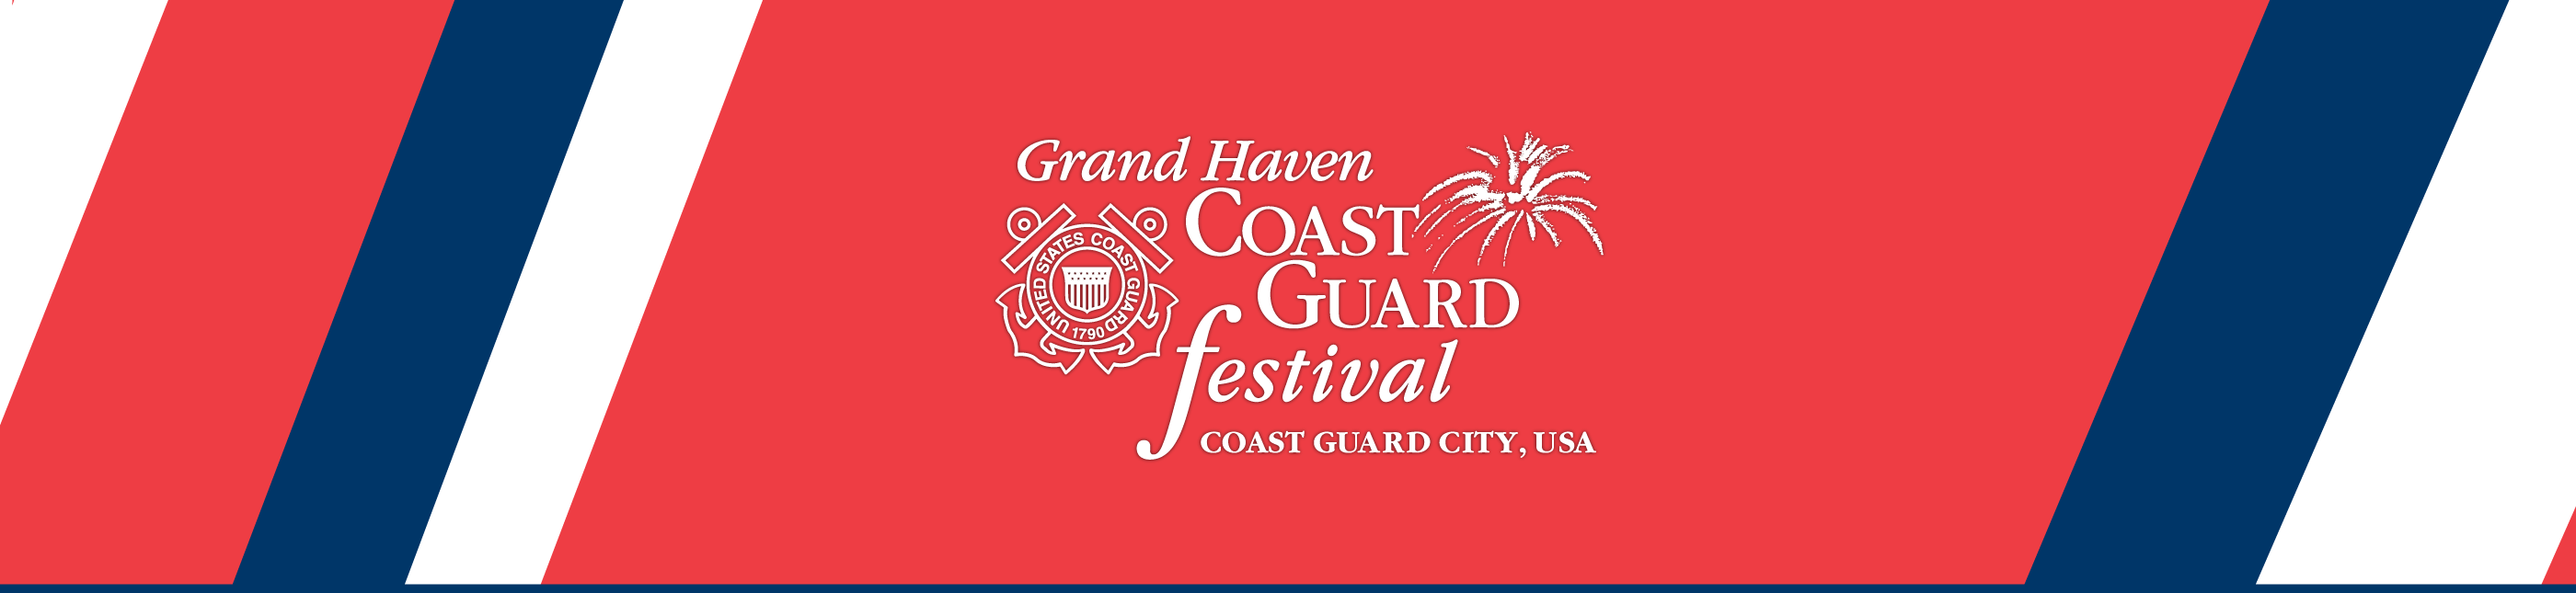 Grand Haven
COAST
GUARD
festival
COAST GUARD CITY, USA
UNITED STATES COAST GUARD
1790